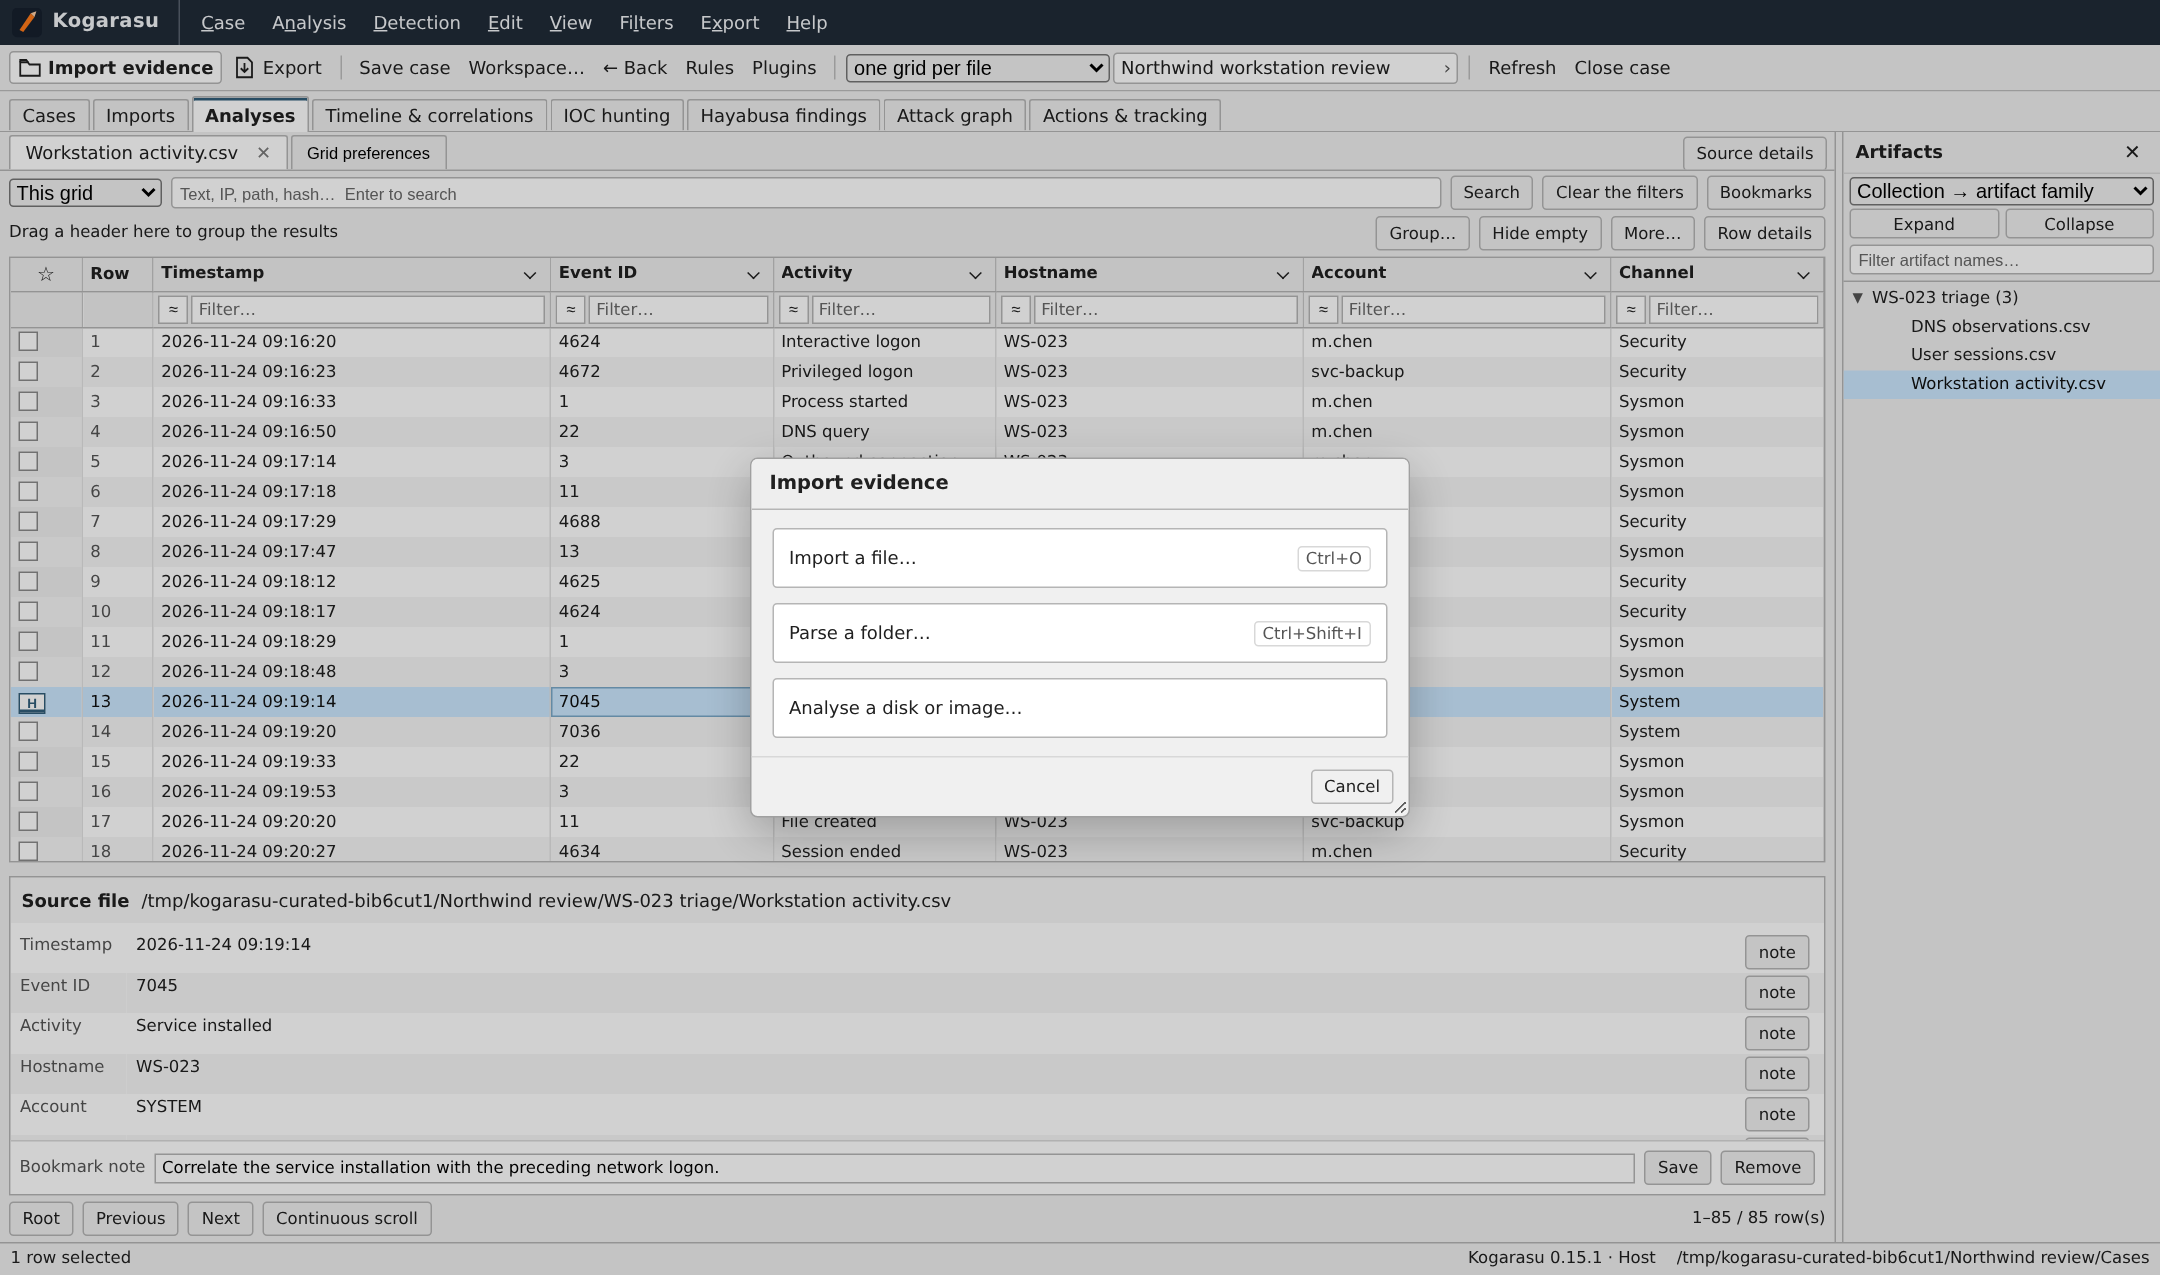 Kogarasu Case Analysis Detection Edit View Filters Export Help
Import evidence Export Save case Workspace... ← Back Rules Plugins one grid per file Northwind workstation review › Refresh Close case
Cases Imports Analyses Timeline & correlations IOC hunting Hayabusa findings Attack graph Actions & tracking
Workstation activity.csv ✕ Grid preferences Source details
This grid Text, IP, path, hash... Enter to search Search Clear the filters Bookmarks
Drag a header here to group the results Group... Hide empty More... Row details
☆ Row Timestamp Event ID Activity Hostname Account Channel
≈ Filter... ≈ Filter... ≈ Filter... ≈ Filter... ≈ Filter... ≈ Filter...
1 2026-11-24 09:16:20 4624 Interactive logon WS-023 m.chen Security
2 2026-11-24 09:16:23 4672 Privileged logon WS-023 svc-backup Security
3 2026-11-24 09:16:33 1 Process started WS-023 m.chen Sysmon
4 2026-11-24 09:16:50 22 DNS query WS-023 m.chen Sysmon
5 2026-11-24 09:17:14 3 Sysmon
6 2026-11-24 09:17:18 11 Sysmon
7 2026-11-24 09:17:29 4688 Security
8 2026-11-24 09:17:47 13 Sysmon
9 2026-11-24 09:18:12 4625 Security
10 2026-11-24 09:18:17 4624 Security
11 2026-11-24 09:18:29 1 Sysmon
12 2026-11-24 09:18:48 3 Sysmon
H 13 2026-11-24 09:19:14 7045 System
14 2026-11-24 09:19:20 7036 System
15 2026-11-24 09:19:33 22 Sysmon
16 2026-11-24 09:19:53 3 Sysmon
17 2026-11-24 09:20:20 11 File created WS-023 svc-backup Sysmon
18 2026-11-24 09:20:27 4634 Session ended WS-023 m.chen Security
Import evidence
Import a file... Ctrl+O
Parse a folder... Ctrl+Shift+I
Analyse a disk or image...
Cancel
Source file /tmp/kogarasu-curated-bib6cut1/Northwind review/WS-023 triage/Workstation activity.csv
Timestamp 2026-11-24 09:19:14 note
Event ID 7045 note
Activity Service installed note
Hostname WS-023 note
Account SYSTEM note
Bookmark note Correlate the service installation with the preceding network logon. Save Remove
Root Previous Next Continuous scroll 1–85 / 85 row(s)
Artifacts ✕
Collection → artifact family
Expand Collapse
Filter artifact names...
▼ WS-023 triage (3)
DNS observations.csv
User sessions.csv
Workstation activity.csv
1 row selected Kogarasu 0.15.1 · Host /tmp/kogarasu-curated-bib6cut1/Northwind review/Cases